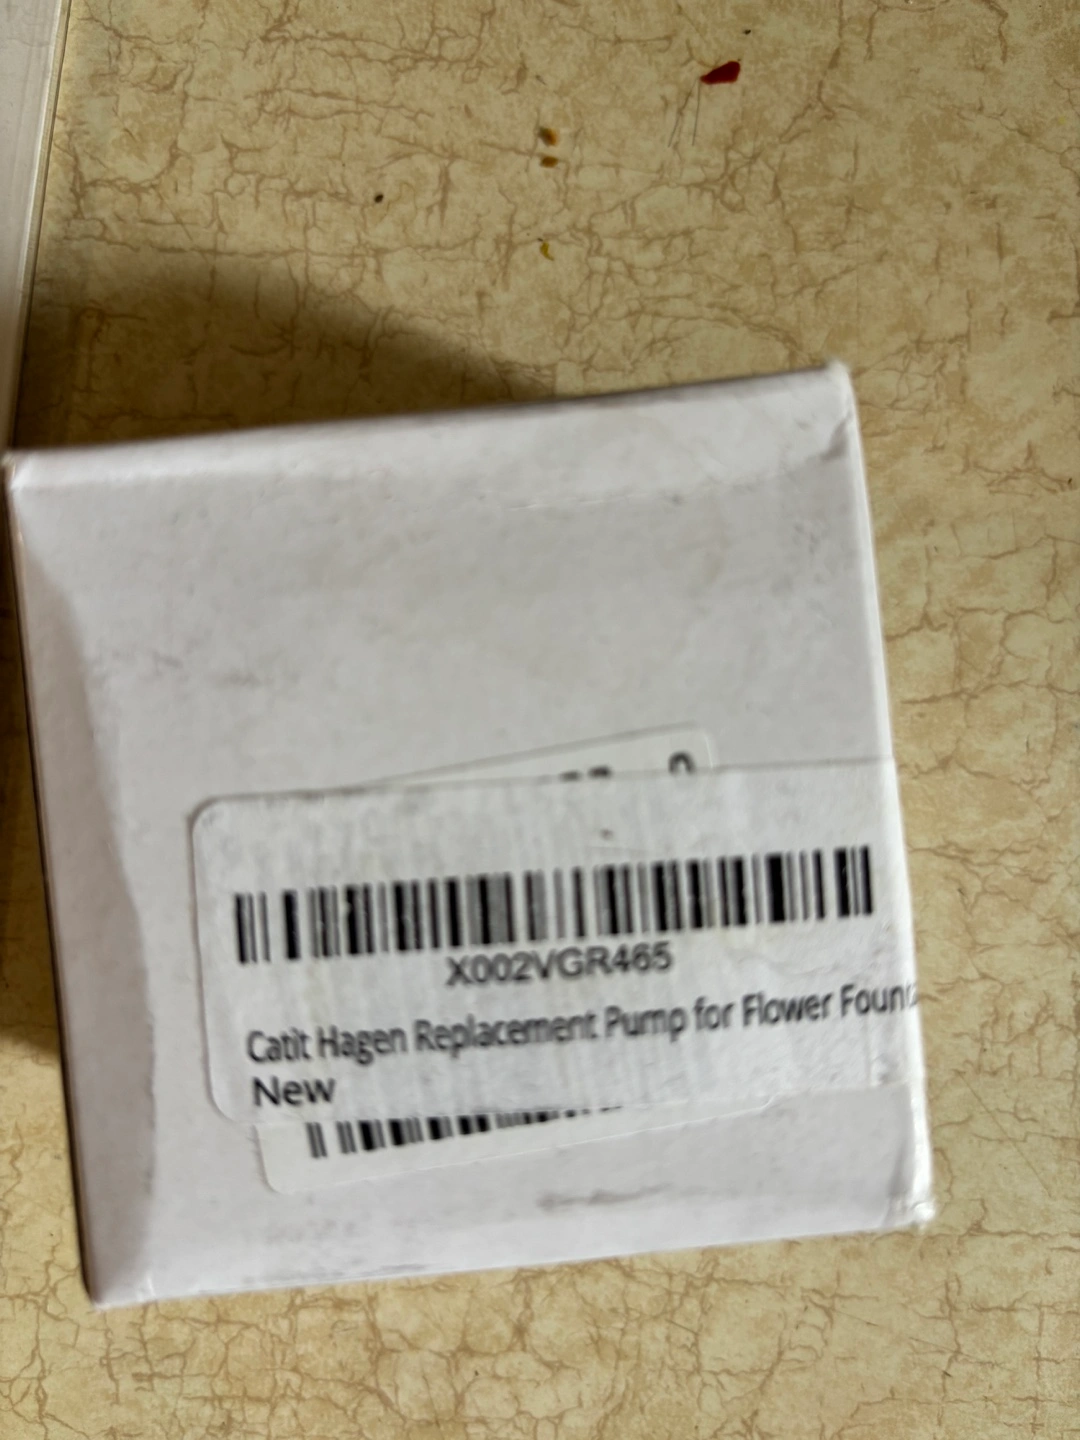 X002VGR465
Catit Hagen Replacement Pump for Flower
New